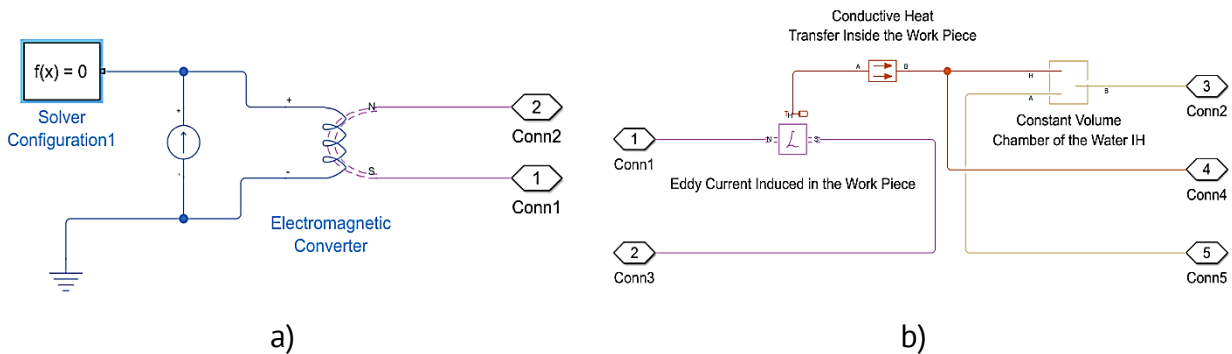 f(x) = 0
Solver
Configuration1
+
-
+
-
N
S
Electromagnetic
Converter
2
Conn2
1
Conn1
a)
Conductive Heat
Transfer Inside the Work Piece
A
B
H
A
B
Constant Volume
Chamber of the Water IH
3
Conn2
TH
1
Conn1
N
L
S
Eddy Current Induced in the Work Piece
4
Conn4
2
Conn3
5
Conn5
b)